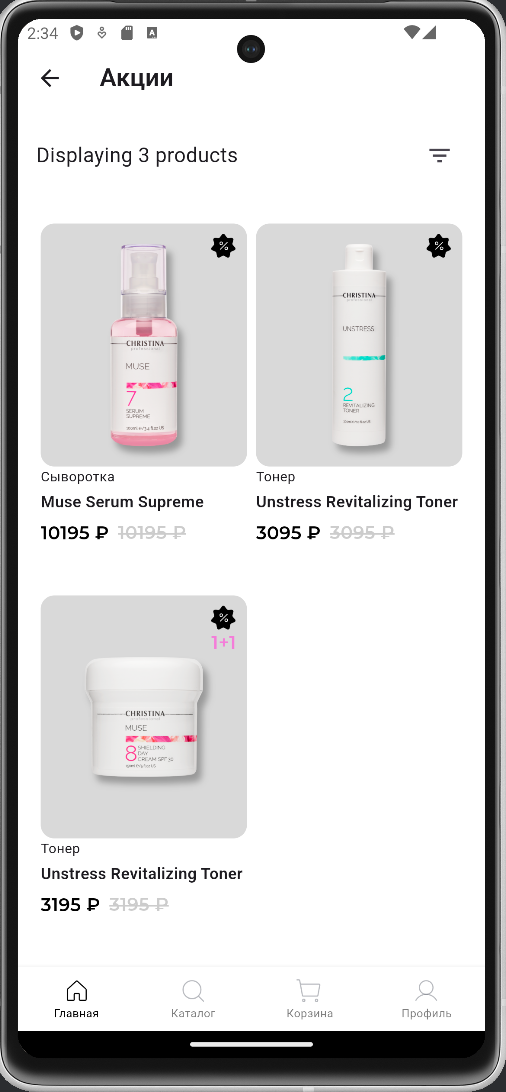 2:34
Акции
Displaying 3 products
%
%
CHRISTINA
MUSE
7
SERUM
SUPREME
CHRISTINA
UNSTRESS
2
REVITALIZING
TONER
Сыворотка
Тонер
Muse Serum Supreme
Unstress Revitalizing Toner
10195 ₽ 10195 ₽
3095 ₽ 3095 ₽
%
1+1
CHRISTINA
MUSE
8
SHIELDING
DAY
CREAM SPF 30
Тонер
Unstress Revitalizing Toner
3195 ₽ 3195 ₽
Главная
Каталог
Корзина
Профиль